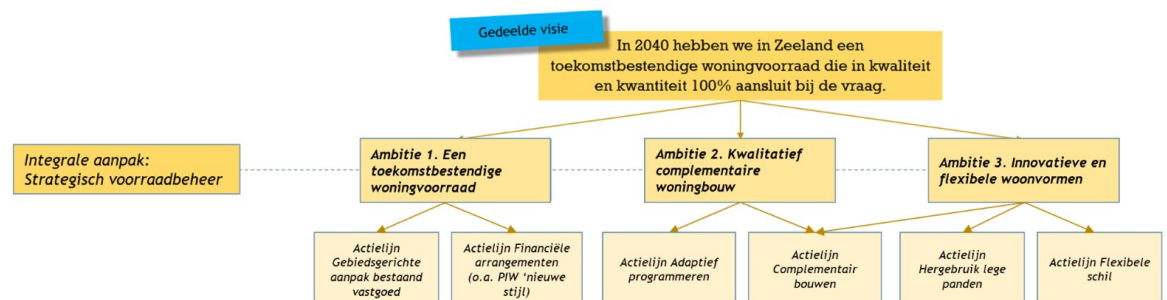 Gedeelde visie
In 2040 hebben we in Zeeland een
toekomstbestendige woningvoorraad die in kwaliteit
en kwantiteit 100% aansluit bij de vraag.
Integrale aanpak:
Strategisch voorraadbeheer
Ambitie 1. Een
toekomstbestendige
woningvoorraad
Ambitie 2. Kwalitatief
complementaire
woningbouw
Ambitie 3. Innovatieve en
flexibele woonvormen
Actielijn
Gebiedsgerichte
aanpak bestaand
vastgoed
Actielijn Financiële
arrangementen
(o.a. PIW ‘nieuwe
stijl)
Actielijn Adaptief
programmeren
Actielijn
Complementair
bouwen
Actielijn
Hergebruik lege
panden
Actielijn Flexibele
schil